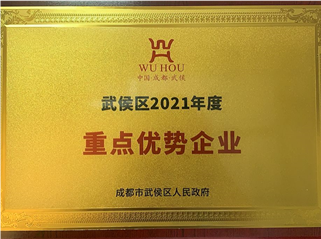 WU HOU
中国·成都·武侯
武侯区2021年度
重点优势企业
成都市武侯区人民政府